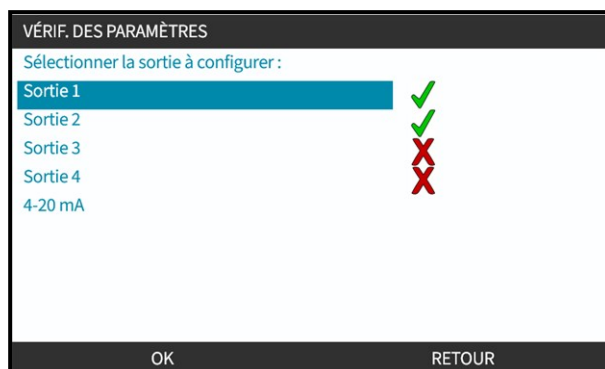 VÉRIF. DES PARAMÈTRES
Sélectionner la sortie à configurer :
Sortie 1
Sortie 2
Sortie 3
Sortie 4
4-20 mA
OK RETOUR